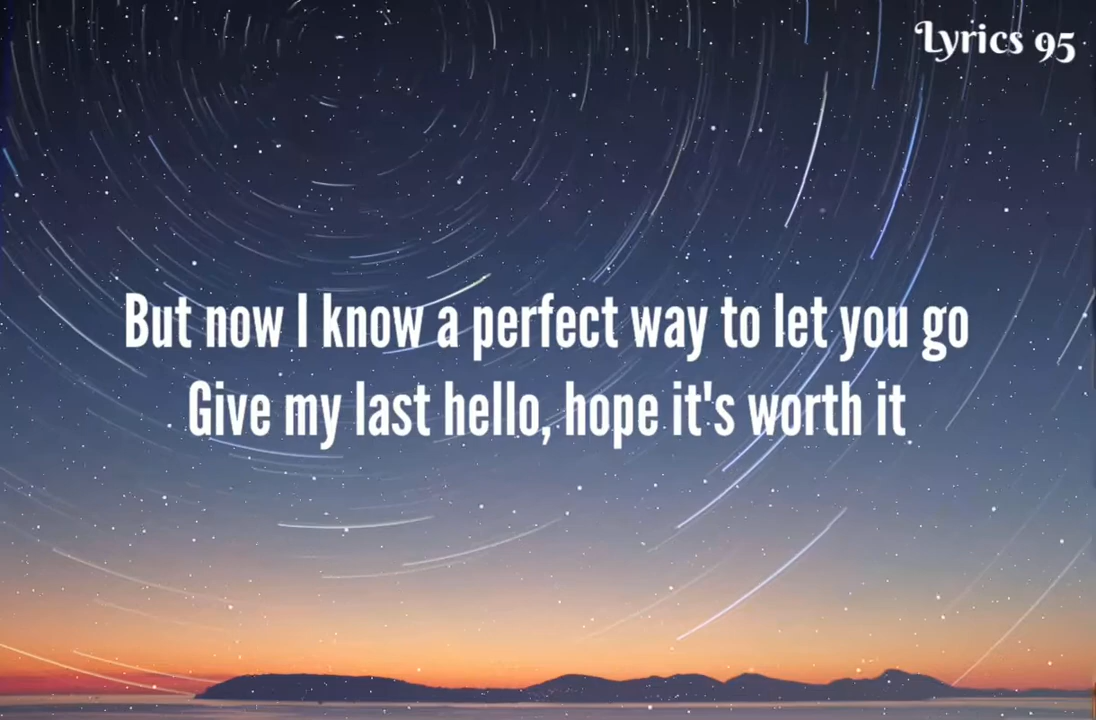 Lyrics 95
But now I know a perfect way to let you go
Give my last hello, hope it's worth it